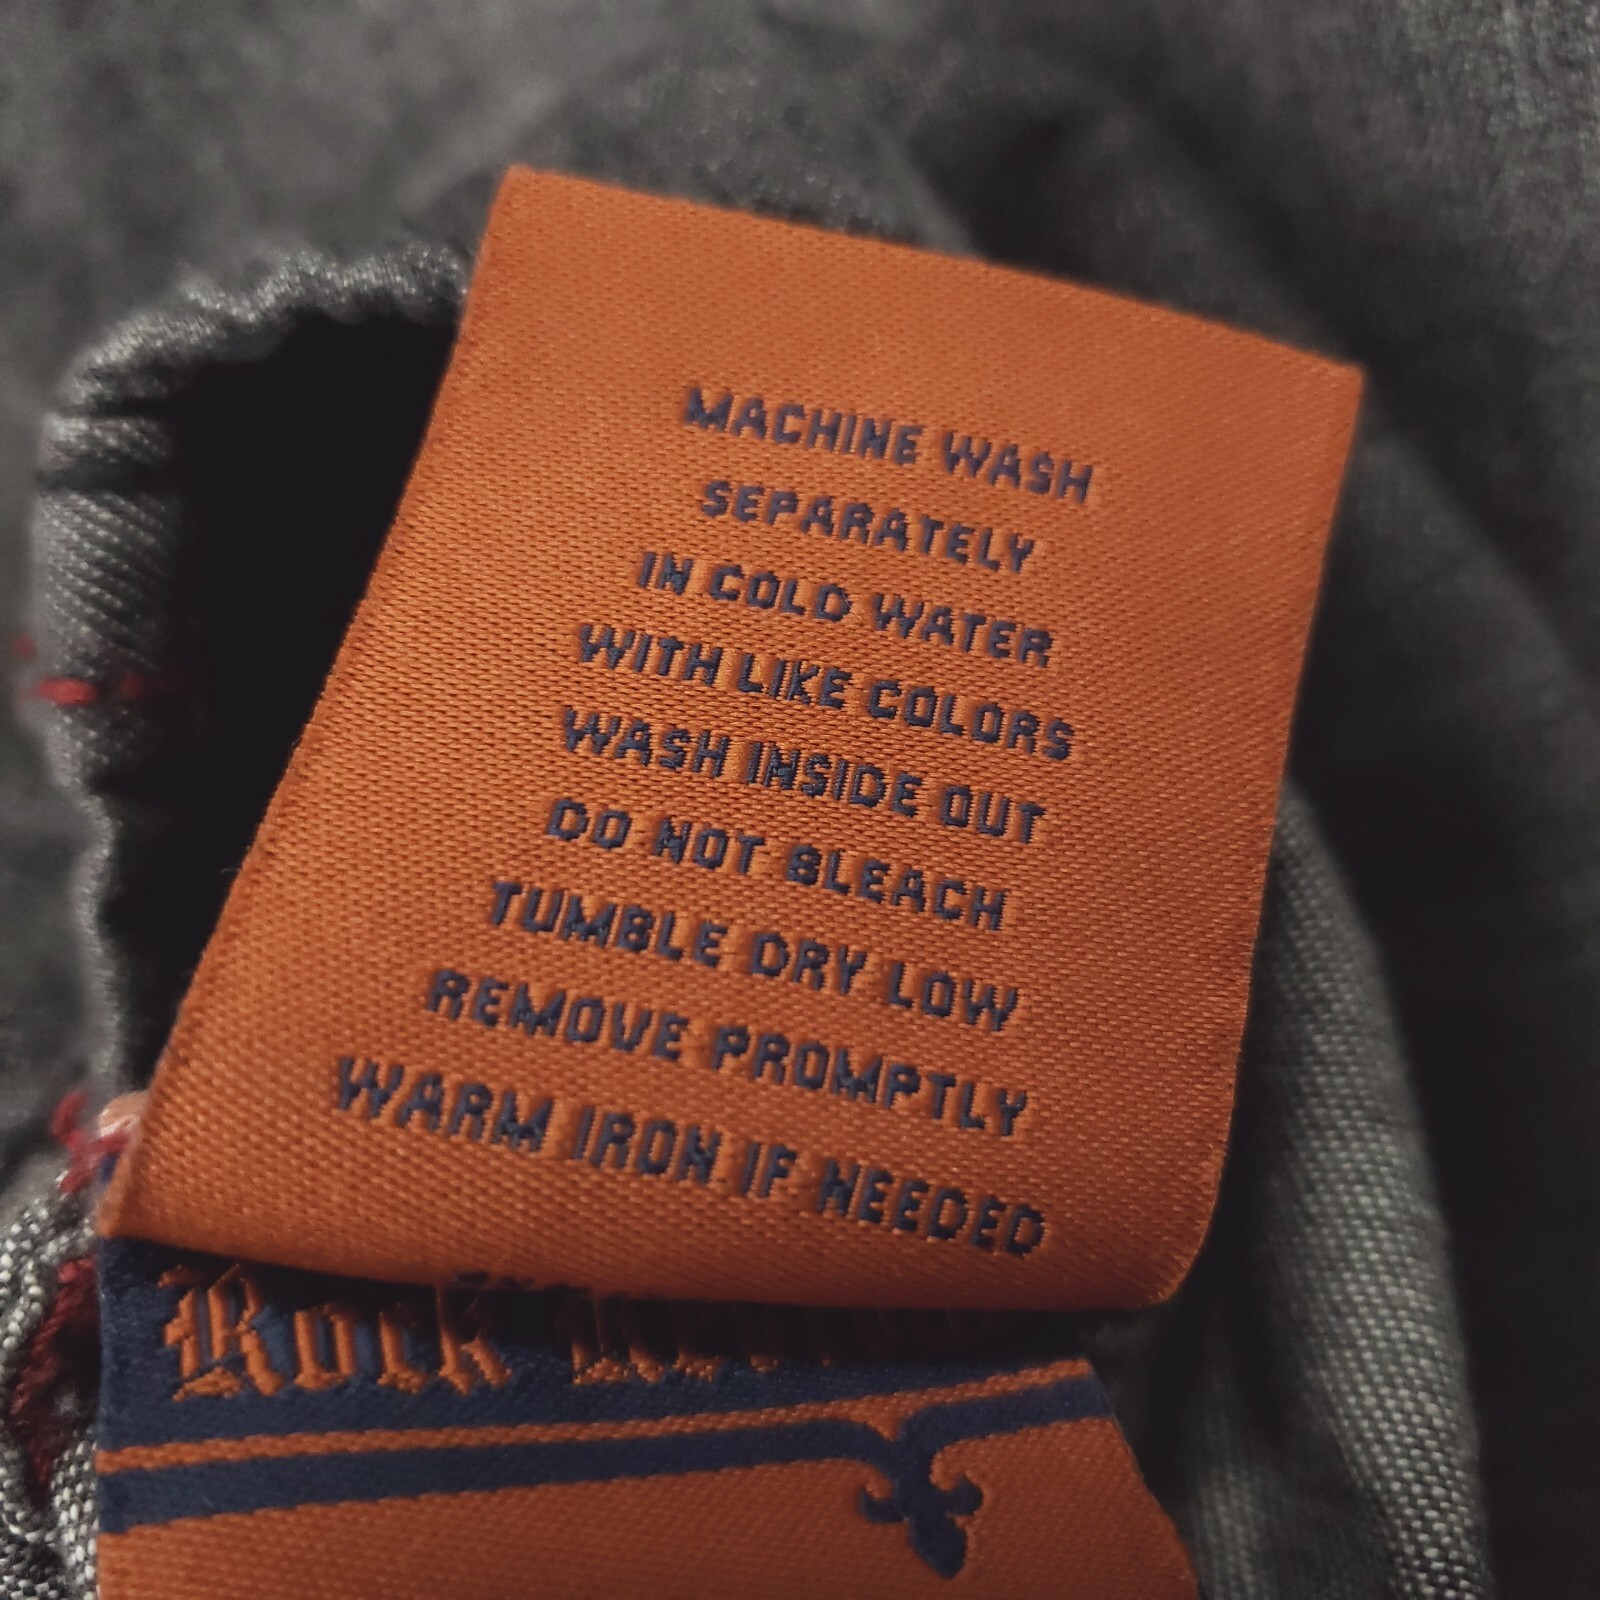 MACHINE WASH
SEPARATELY
IN COLD WATER
WITH LIKE COLORS
WASH INSIDE OUT
DO NOT BLEACH
TUMBLE DRY LOW
REMOVE PROMPTLY
WARM IRON IF NEEDED
Rock